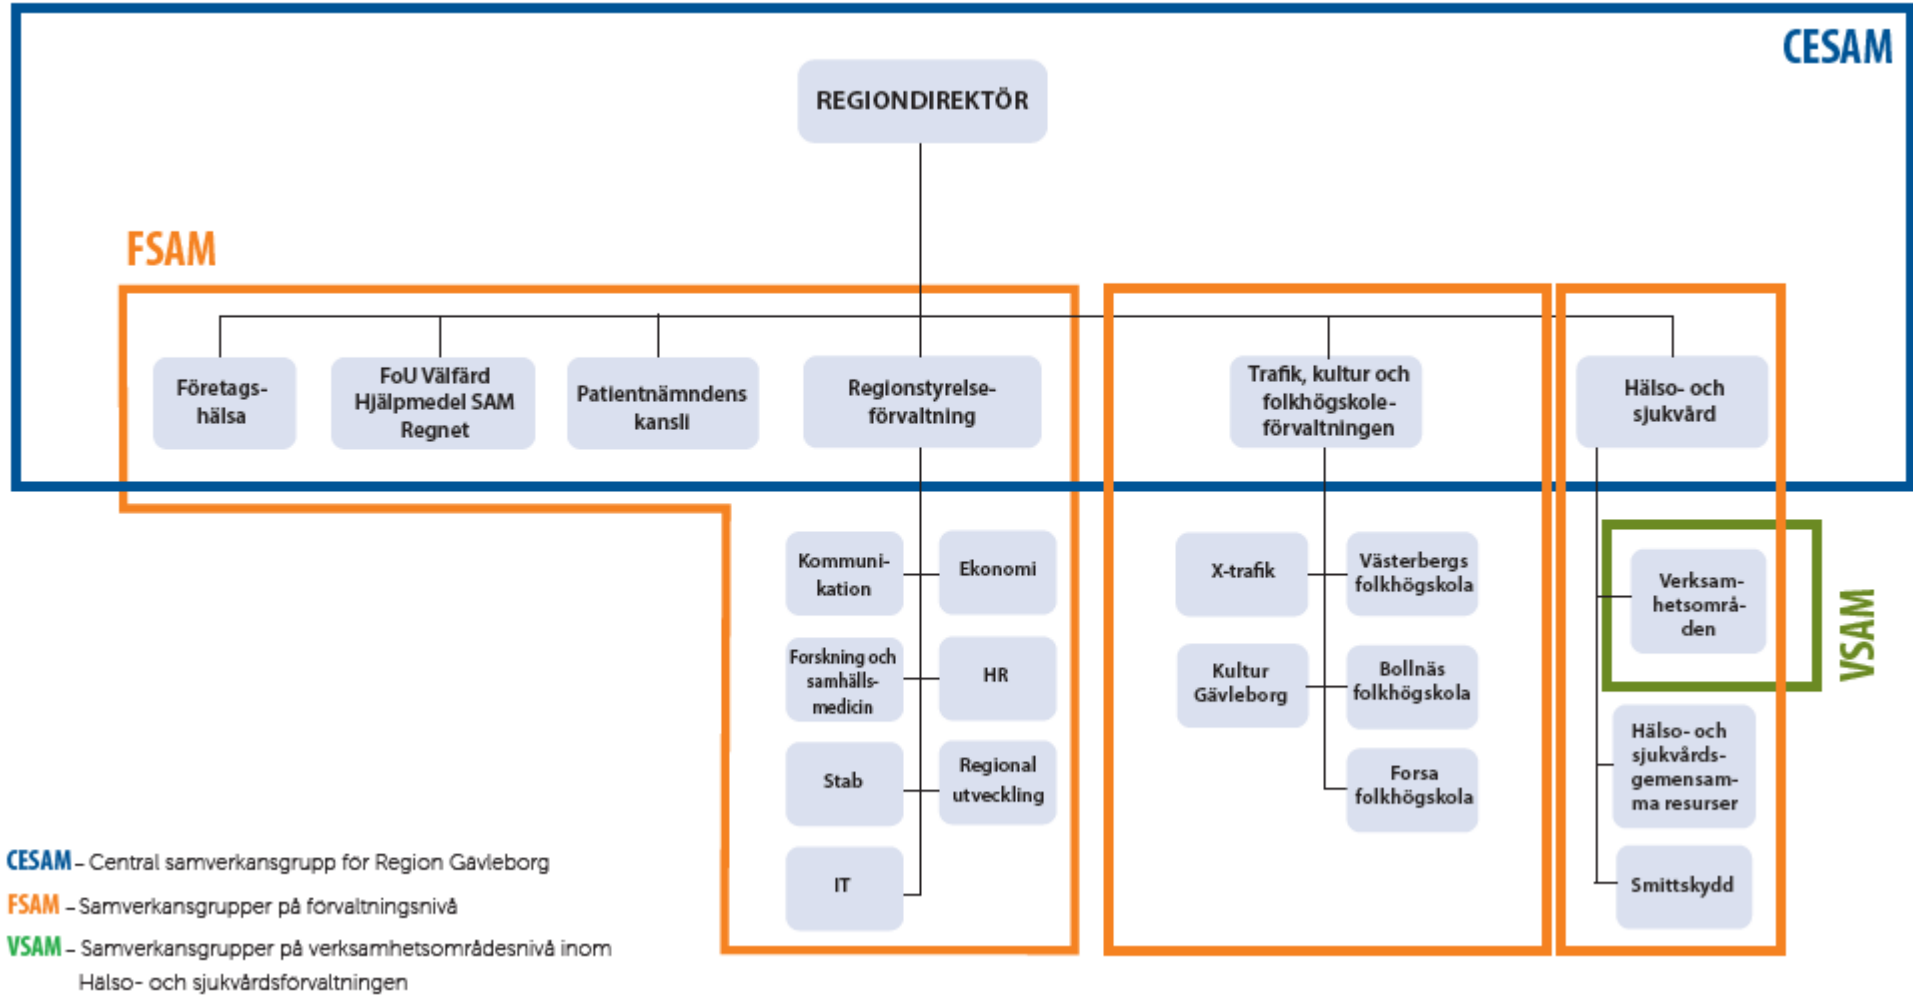 CESAM
REGIONDIREKTÖR
FSAM
Företags-
hälsa
FoU Välfärd
Hjälpmedel SAM
Regnet
Patientnämndens
kansli
Regionstyrelse-
förvaltning
Trafik, kultur och
folkhögskole-
förvaltningen
Hälso- och
sjukvård
Kommuni-
kation
Ekonomi
Forskning och
samhälls-
medicin
HR
Stab
Regional
utveckling
IT
X-trafik
Västerbergs
folkhögskola
Kultur
Gävleborg
Bollnäs
folkhögskola
Forsa
folkhögskola
Verksam-
hetsområ-
den
VSAM
Hälso- och
sjukvårds-
gemensam-
ma resurser
Smittskydd
CESAM – Central samverkansgrupp för Region Gävleborg
FSAM – Samverkansgrupper på förvaltningsnivå
VSAM – Samverkansgrupper på verksamhetsområdesnivå inom
Hälso- och sjukvårdsförvaltningen